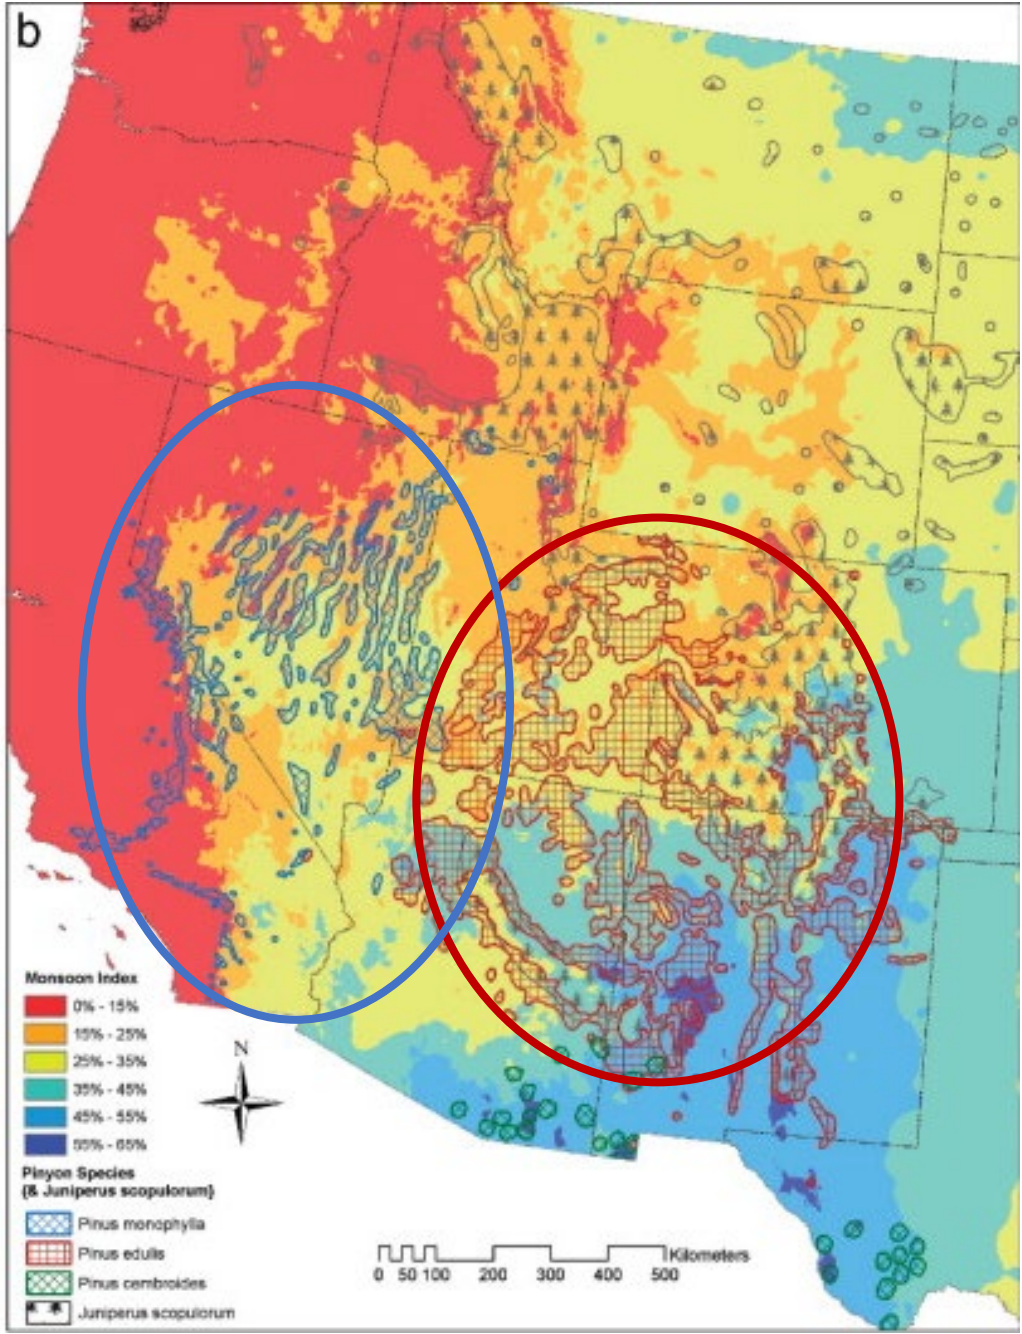 b
Monsoon Index
0% - 15%
15% - 25%
25% - 35%
35% - 45%
45% - 55%
55% - 65%
N
Pinyon Species
(& Juniperus scopulorum)
Pinus monophylla
Pinus edulis
Pinus cembroides
Juniperus scopulorum
Kilometers
0 50 100 200 300 400 500